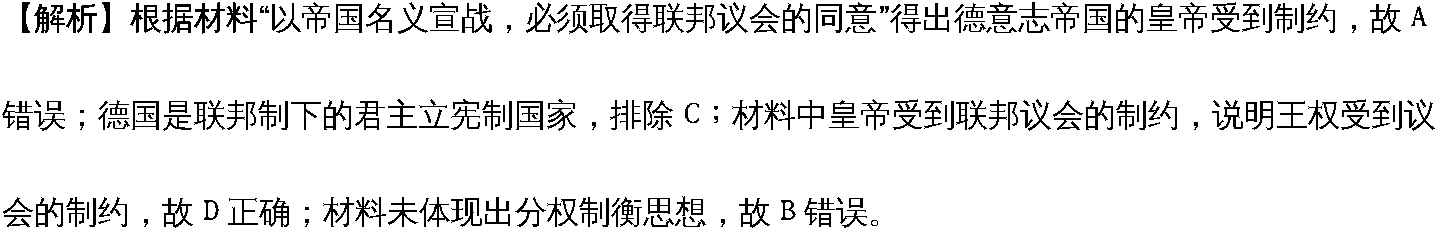 【解析】根据材料“以帝国名义宣战，必须取得联邦议会的同意”得出德意志帝国的皇帝受到制约，故 A
错误；德国是联邦制下的君主立宪制国家，排除 C；材料中皇帝受到联邦议会的制约，说明王权受到议
会的制约，故 D 正确；材料未体现出分权制衡思想，故 B 错误。